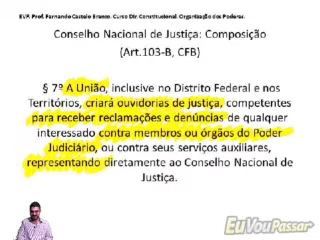 EVP. Prof. Fernando Castelo Branco. Curso Dir. Constitucional. Organização dos Poderes.
Conselho Nacional de Justiça: Composição
(Art.103-B, CFB)
§ 7º A União, inclusive no Distrito Federal e nos
Territórios, criará ouvidorias de justiça, competentes
para receber reclamações e denúncias de qualquer
interessado contra membros ou órgãos do Poder
Judiciário, ou contra seus serviços auxiliares,
representando diretamente ao Conselho Nacional de
Justiça.
EuVouPassar